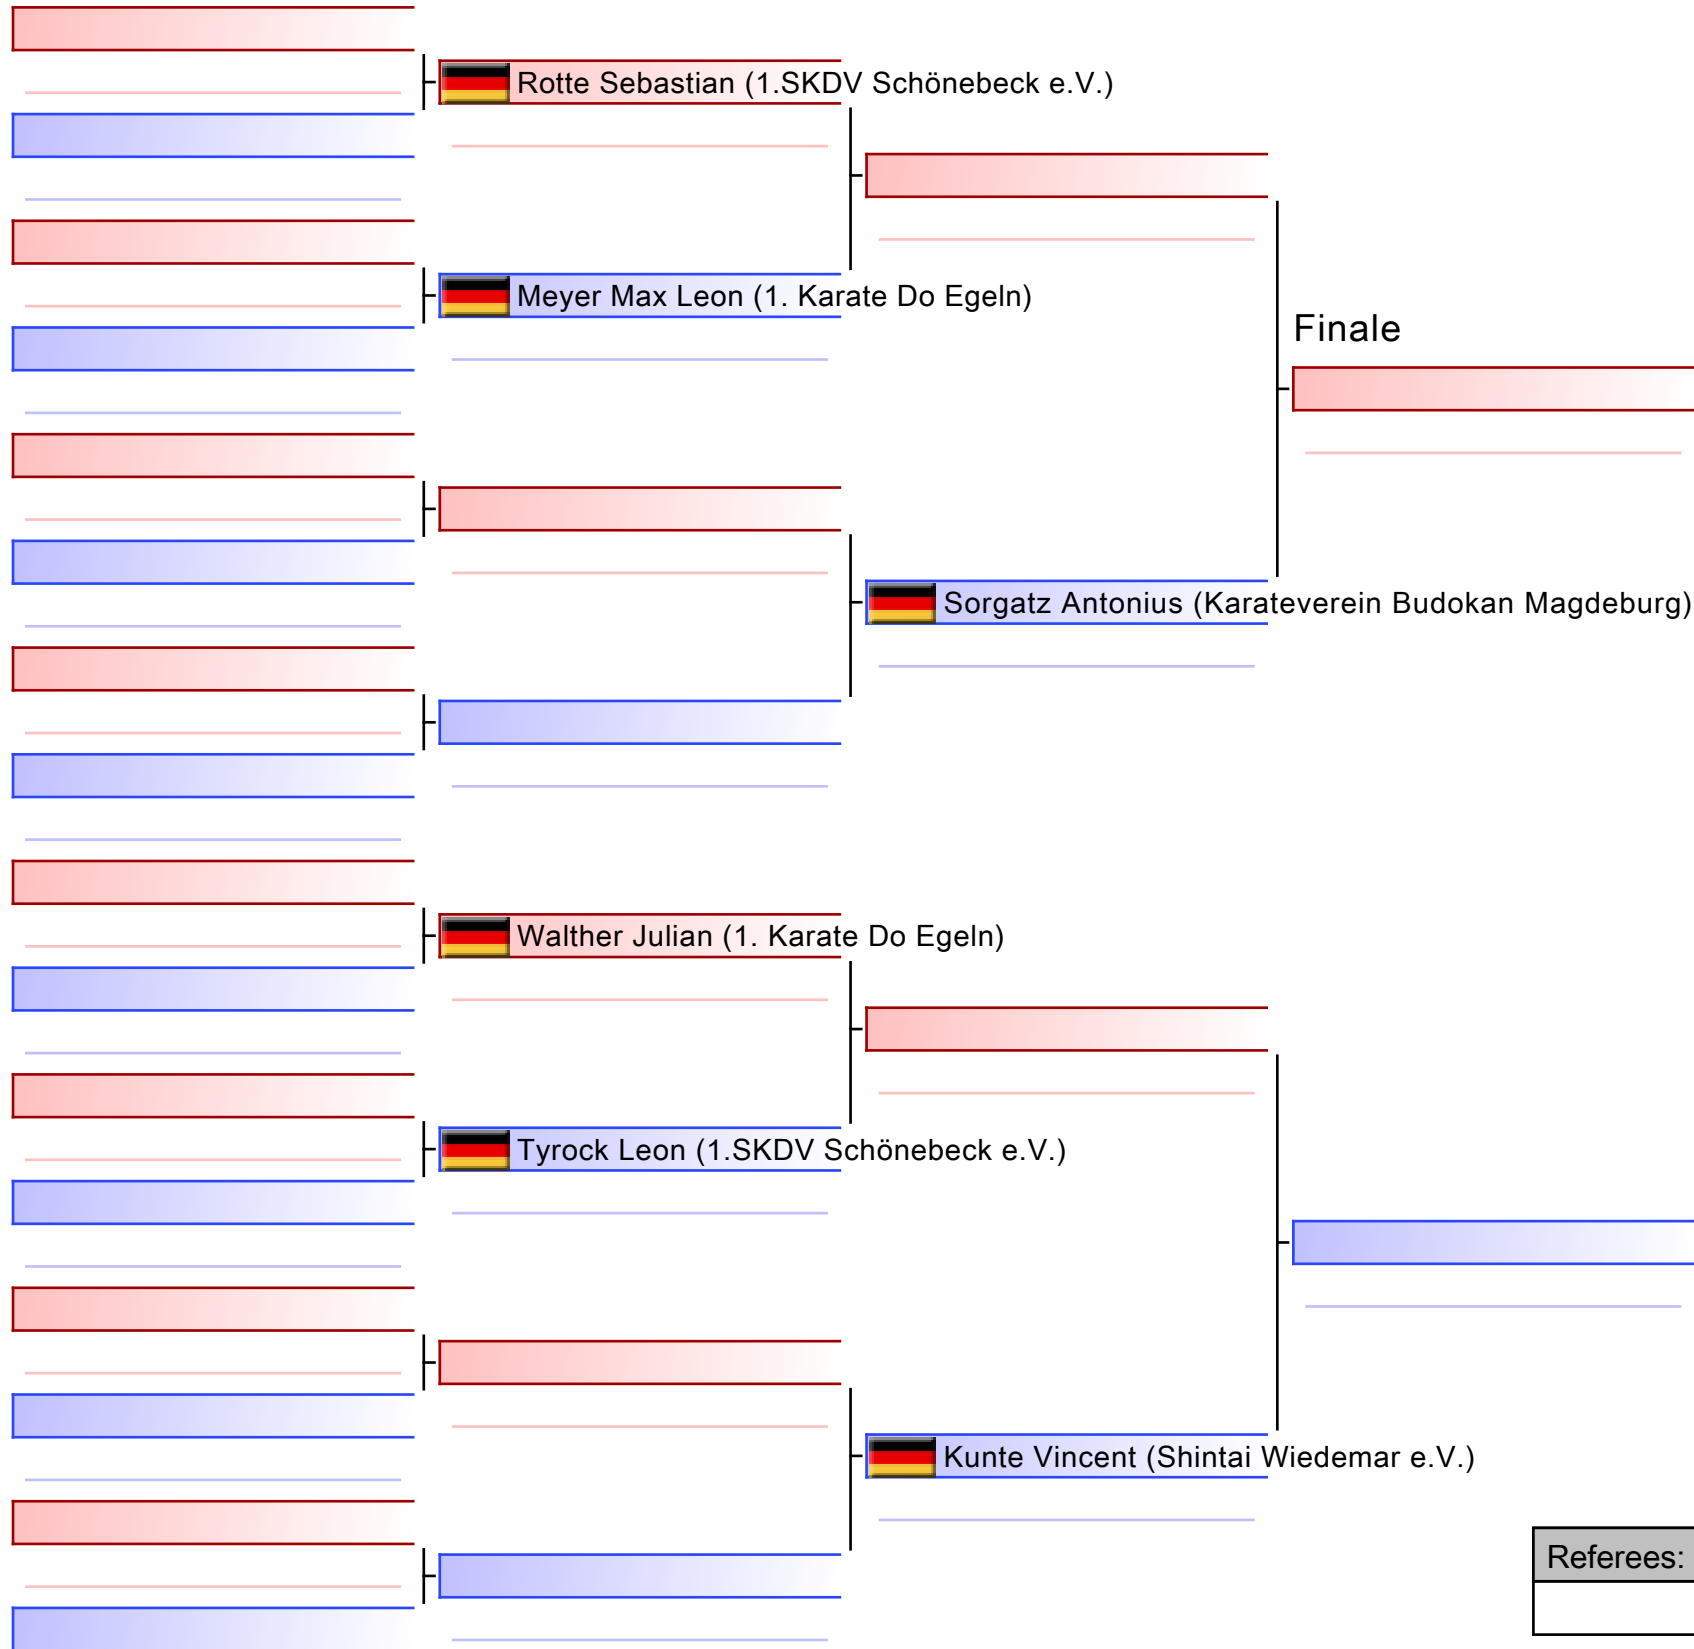 Rotte Sebastian (1.SKDV Schönebeck e.V.)
Meyer Max Leon (1. Karate Do Egeln)
Finale
Sorgatz Antonius (Karateverein Budokan Magdeburg)
Walther Julian (1. Karate Do Egeln)
Tyrock Leon (1.SKDV Schönebeck e.V.)
Kunte Vincent (Shintai Wiedemar e.V.)
Referees: